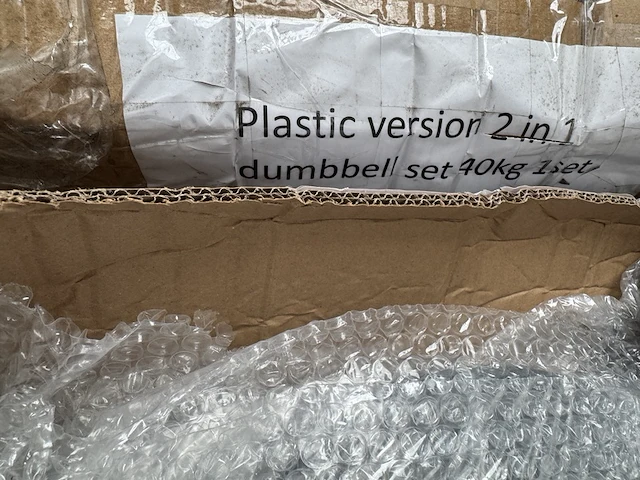 Plastic version 2 in 1
dumbbell set 40kg 1set